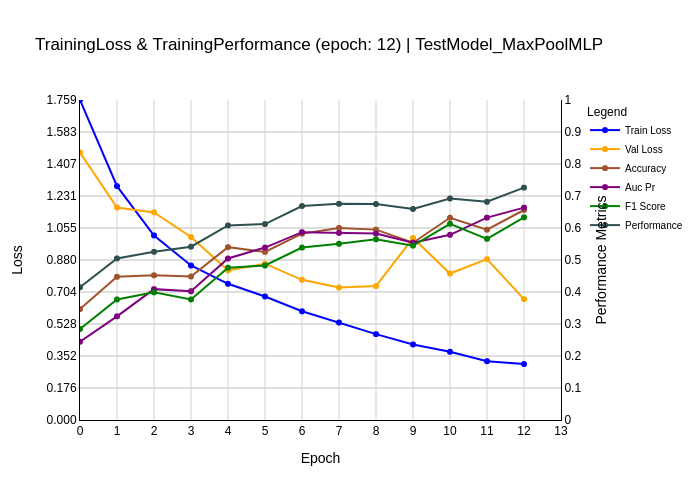 TrainingLoss & TrainingPerformance (epoch: 12) | TestModel_MaxPoolMLP
1.759
1.583
1.407
1.231
1.055
0.880
0.704
0.528
0.352
0.176
0.000
Loss
0 1 2 3 4 5 6 7 8 9 10 11 12 13
Epoch
1
0.9
0.8
0.7
0.6
0.5
0.4
0.3
0.2
0.1
0
Performance Metrics
Legend
Train Loss
Val Loss
Accuracy
Auc Pr
F1 Score
Performance